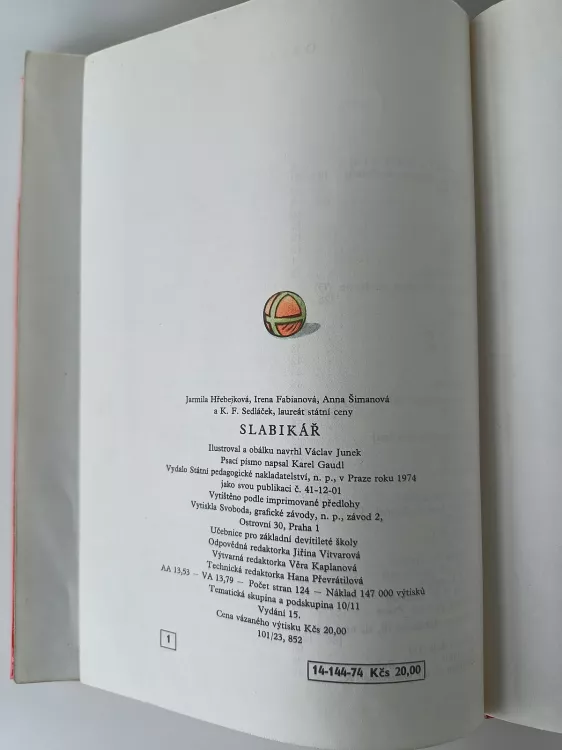 Jarmila Hřebejková, Irena Fabianová, Anna Šimanová
a K. F. Sedláček, laureát státní ceny
SLABIKÁŘ
Ilustroval a obálku navrhl Václav Junek
Psací písmo napsal Karel Gaudl
Vydalo Státní pedagogické nakladatelství, n. p., v Praze roku 1974
jako svou publikaci č. 41-12-01
Vytištěno podle imprimované předlohy
Vytiskla Svoboda, grafické závody, n. p., závod 2,
Ostrovní 30, Praha 1
Učebnice pro základní devítileté školy
Odpovědná redaktorka Jiřina Vitvarová
Výtvarná redaktorka Věra Kaplanová
Technická redaktorka Hana Převrátilová
AA 13,53 — VA 13,79 — Počet stran 124 — Náklad 147 000 výtisků
Tematická skupina a podskupina 10/11
Vydání 15.
Cena vázaného výtisku Kčs 20,00
101/23, 852
1
14-144-74 Kčs 20,00